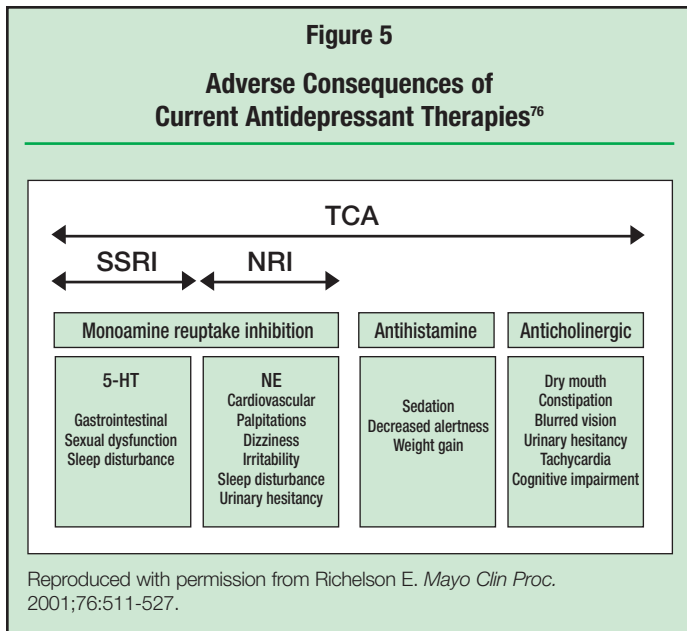 Figure 5
Adverse Consequences of
Current Antidepressant Therapies76
TCA
SSRI NRI
Monoamine reuptake inhibition Antihistamine Anticholinergic
5-HT
Gastrointestinal
Sexual dysfunction
Sleep disturbance
NE
Cardiovascular
Palpitations
Dizziness
Irritability
Sleep disturbance
Urinary hesitancy
Sedation
Decreased alertness
Weight gain
Dry mouth
Constipation
Blurred vision
Urinary hesitancy
Tachycardia
Cognitive impairment
Reproduced with permission from Richelson E. Mayo Clin Proc.
2001;76:511-527.